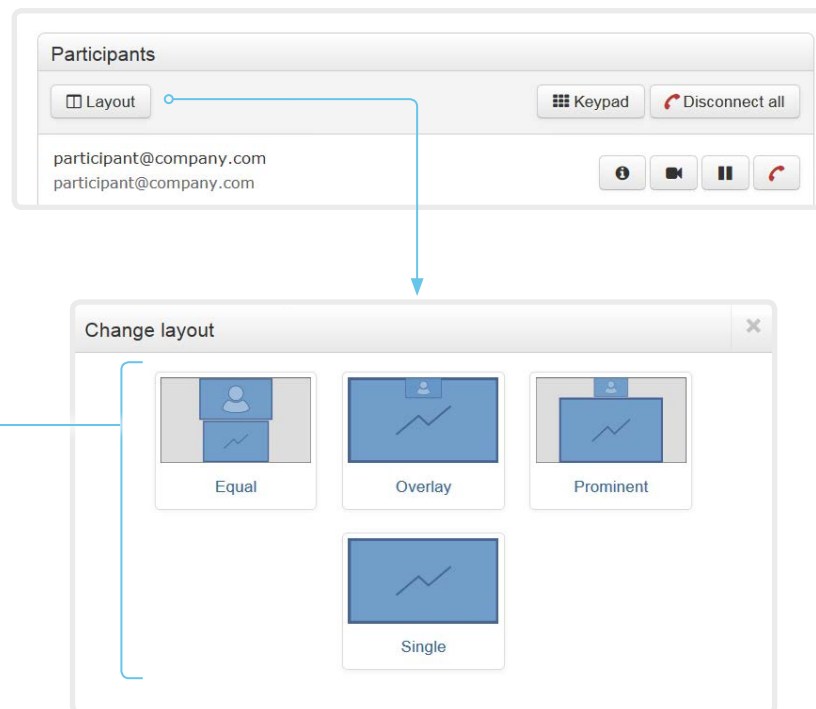 Participants
Layout
Keypad
Disconnect all
participant@company.com
participant@company.com
Change layout
Equal
Overlay
Prominent
Single